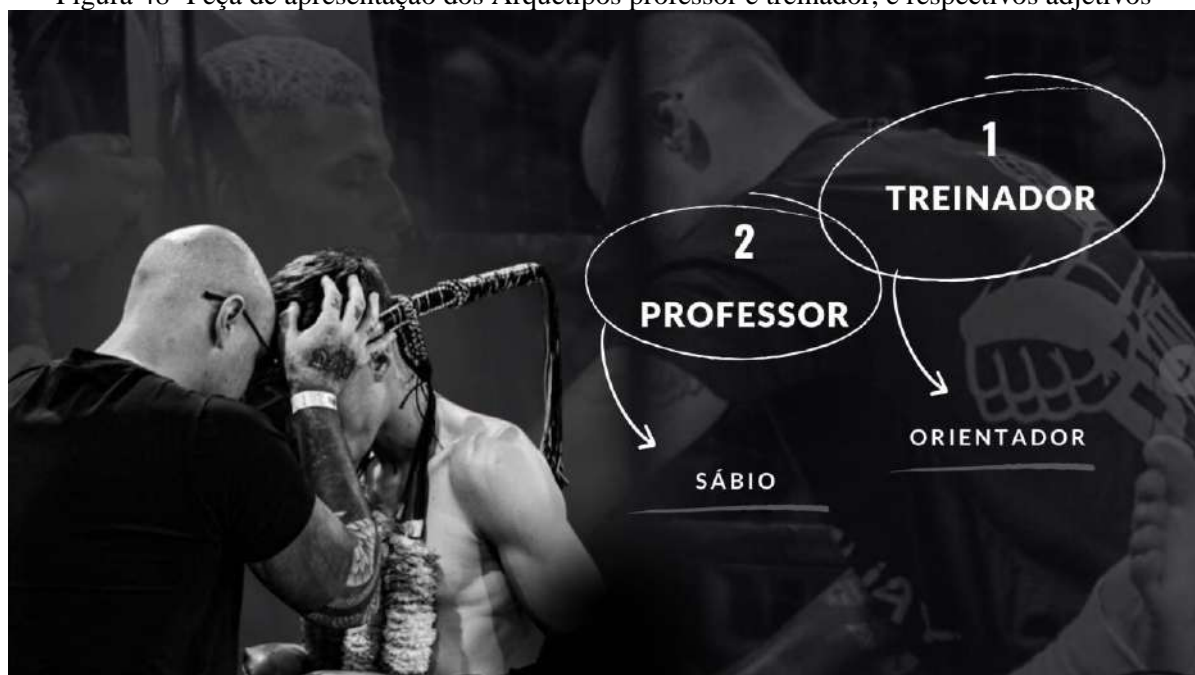 Figura 48- Peça de apresentação dos Arquétipos professor e treinador, e respectivos adjetivos
1
TREINADOR
2
PROFESSOR
ORIENTADOR
SÁBIO